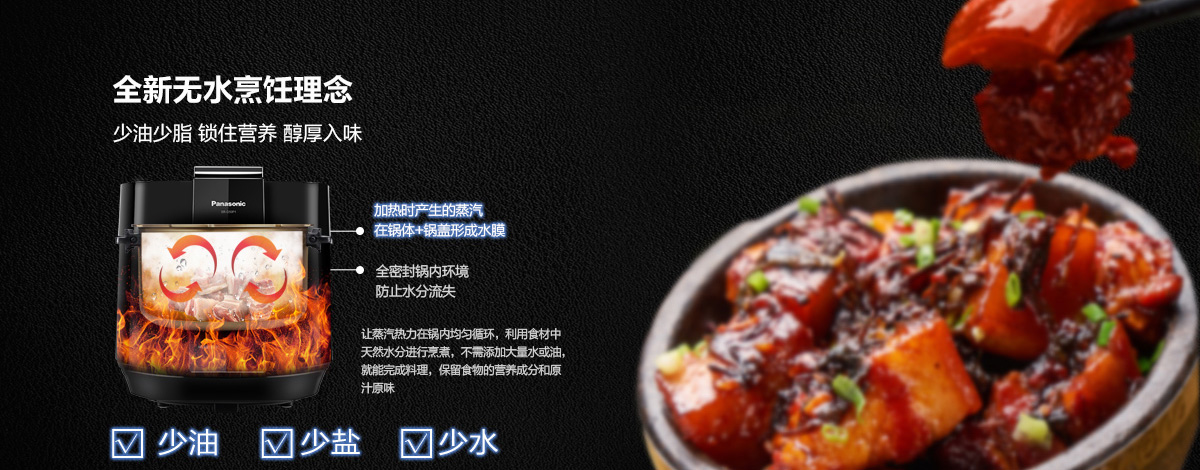 全新无水烹饪理念
少油少脂 锁住营养 醇厚入味
Panasonic
加热时产生的蒸汽
在锅体+锅盖形成水膜
全密封锅内环境
防止水分流失
让蒸汽热力在锅内均匀循环，利用食材中
天然水分进行烹煮，不需添加大量水或油，
就能完成料理，保留食物的营养成分和原
汁原味
少油 少盐 少水